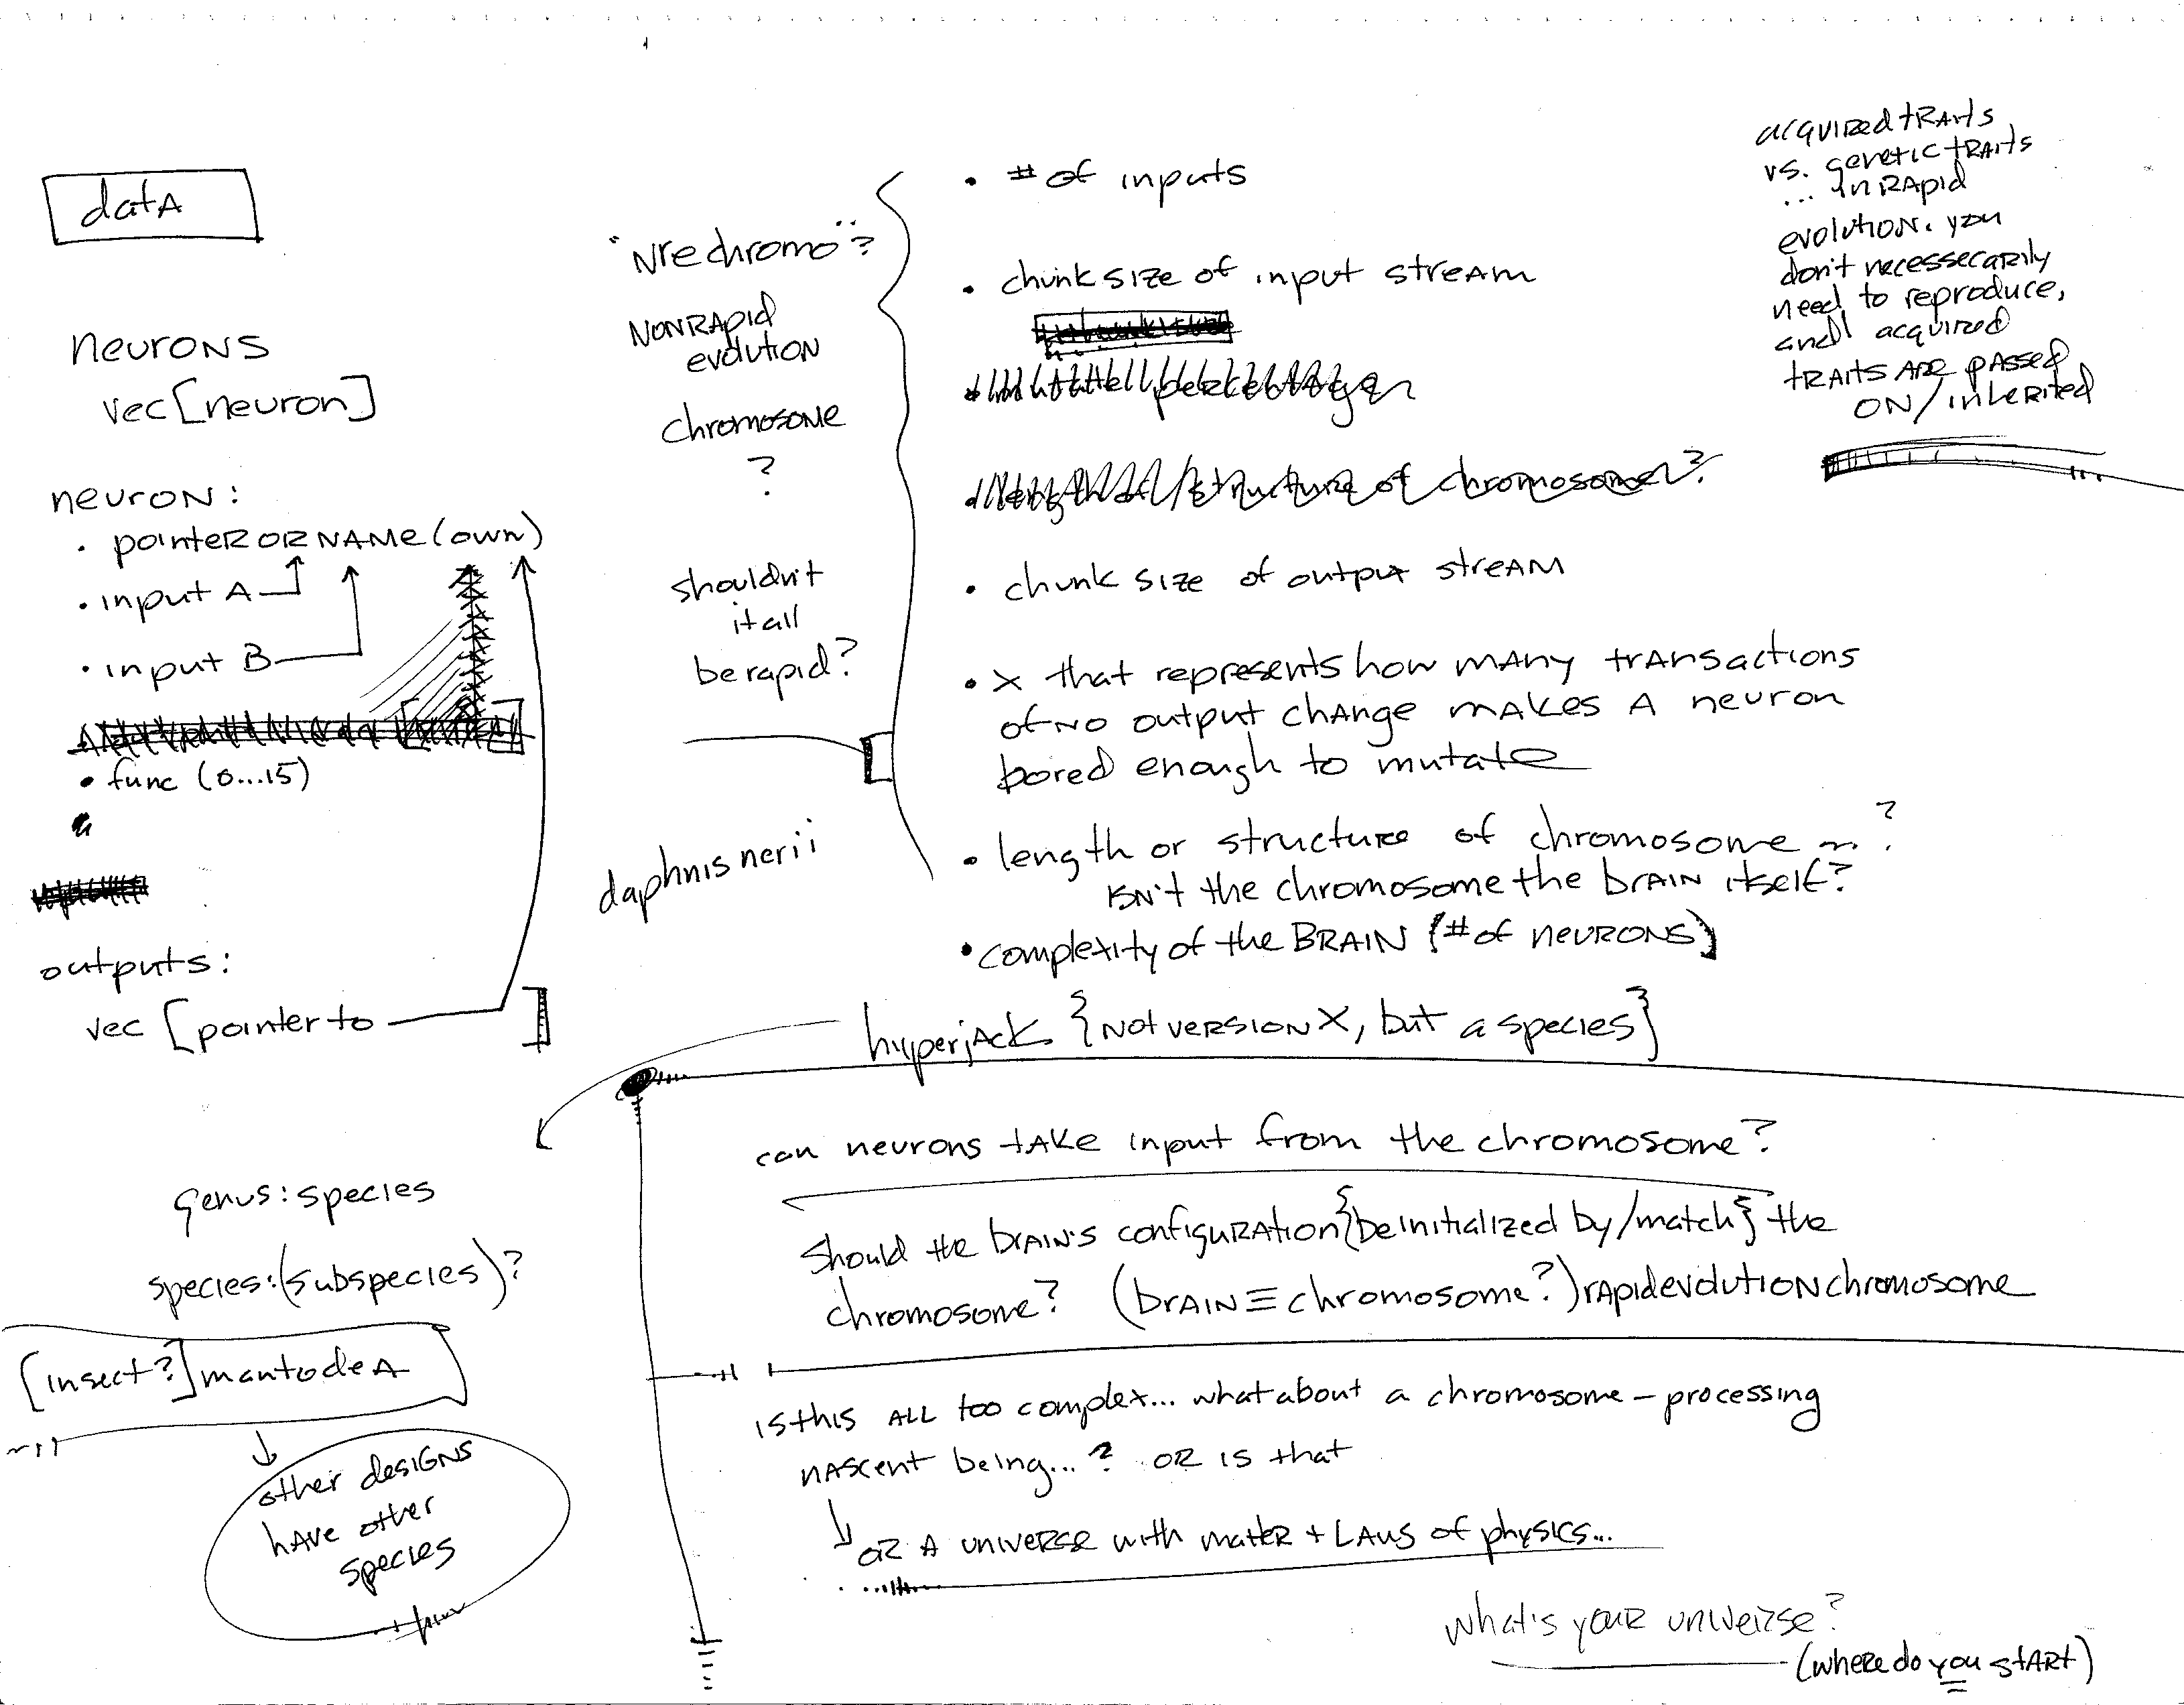 data
neurons
vec [neuron]
neuron:
• pointer or name (own)
• input A
• input B
• func (0...15)
outputs:
vec [pointer to ]
"Nre chromo"?
NonRapid
evolution
chromosome
?
shouldn't
it all
be rapid?
daphnis nerii
• # of inputs
• chunk size of input stream
percentage
structure of chromosome?
• chunk size of output stream
• X that represents how many transactions
of no output change makes a neuron
bored enough to mutate
• length or structure of chromosome ~ ?
isn't the chromosome the brain itself?
• complexity of the BRAIN (# of neurons)
hyperjack {not version X, but a species}
acquired traits
vs. genetic traits
... in rapid
evolution. you
don't necessecarily
need to reproduce,
and acquired
traits are passed
on/inherited
genus: species
species: (subspecies)?
[insect?] mantodea
other designs
have other
species
can neurons take input from the chromosome?
should the brain's configuration {be initialized by/match} the
chromosome? (brain ≡ chromosome?) rapid evolution chromosome
is this all too complex... what about a chromosome-processing
nascent being...? or is that
or a universe with mater + laws of physics...
what's your universe?
(where do you start)